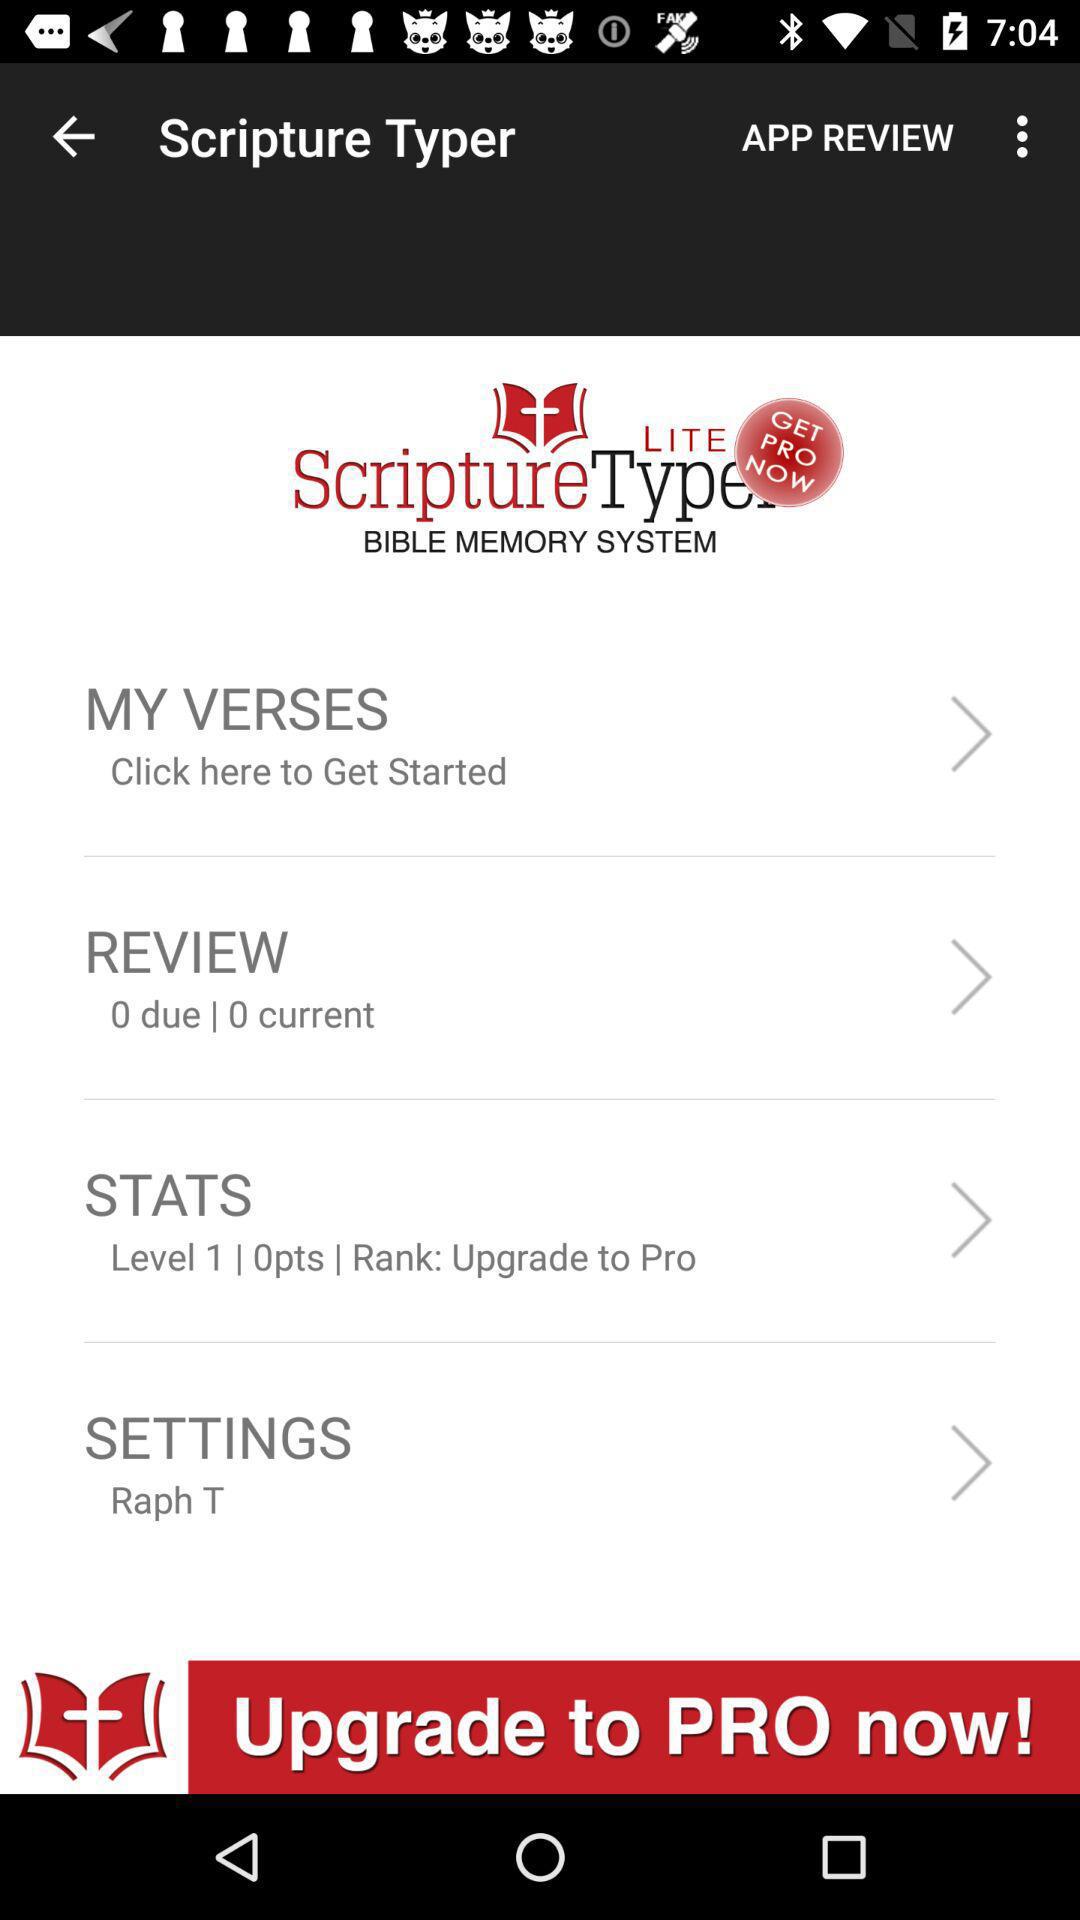 FAKE
7:04
Scripture Typer
APP REVIEW
LITE
ScriptureTyper
GET
PRO
NOW
BIBLE MEMORY SYSTEM
MY VERSES
Click here to Get Started
REVIEW
0 due | 0 current
STATS
Level 1 | 0pts | Rank: Upgrade to Pro
SETTINGS
Raph T
Upgrade to PRO now!